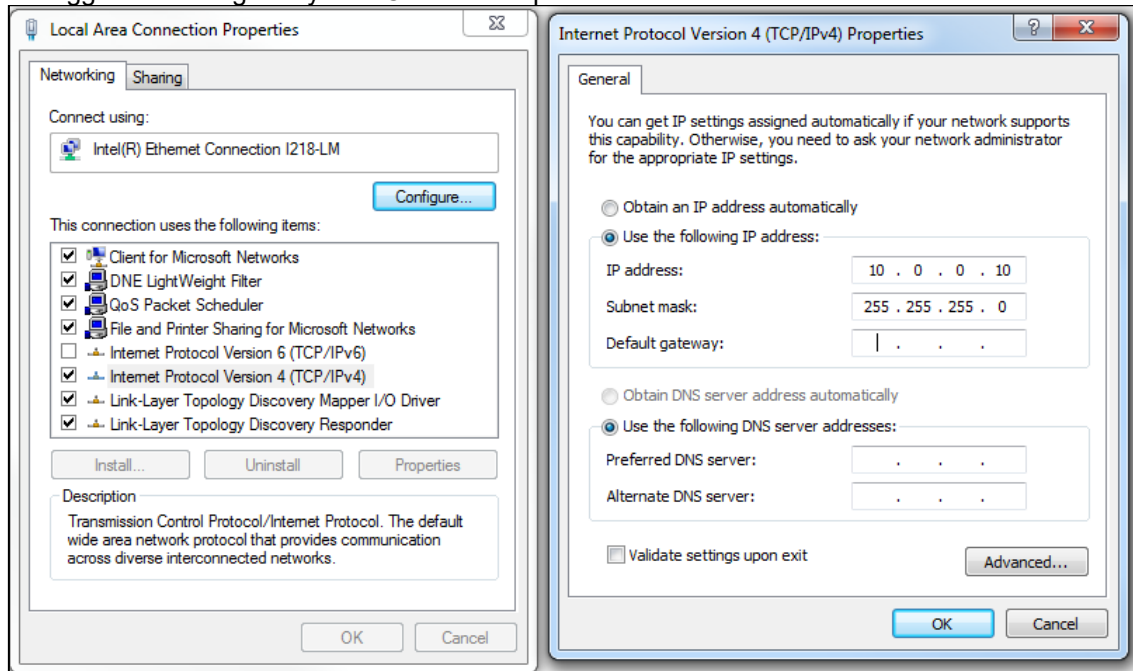 Local Area Connection Properties
Networking
Sharing
Connect using:
Intel(R) Ethernet Connection I218-LM
Configure...
This connection uses the following items:
Client for Microsoft Networks
DNE LightWeight Filter
QoS Packet Scheduler
File and Printer Sharing for Microsoft Networks
Internet Protocol Version 6 (TCP/IPv6)
Internet Protocol Version 4 (TCP/IPv4)
Link-Layer Topology Discovery Mapper I/O Driver
Link-Layer Topology Discovery Responder
Install...
Uninstall
Properties
Description
Transmission Control Protocol/Internet Protocol. The default
wide area network protocol that provides communication
across diverse interconnected networks.
OK
Cancel
Internet Protocol Version 4 (TCP/IPv4) Properties
General
You can get IP settings assigned automatically if your network supports
this capability. Otherwise, you need to ask your network administrator
for the appropriate IP settings.
Obtain an IP address automatically
Use the following IP address:
IP address: 10 . 0 . 0 . 10
Subnet mask: 255 . 255 . 255 . 0
Default gateway: . . .
Obtain DNS server address automatically
Use the following DNS server addresses:
Preferred DNS server: . . .
Alternate DNS server: . . .
Validate settings upon exit
Advanced...
OK
Cancel